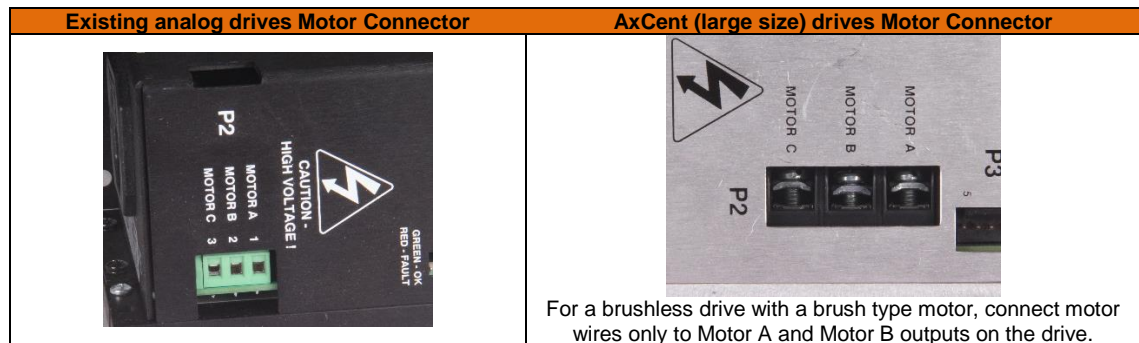 Existing analog drives Motor Connector
P2
MOTOR A 1
MOTOR B 2
MOTOR C 3
CAUTION -
HIGH VOLTAGE !
GREEN - OK
RED - FAULT
AxCent (large size) drives Motor Connector
MOTOR C
MOTOR B
MOTOR A
P2
P3
5
For a brushless drive with a brush type motor, connect motor
wires only to Motor A and Motor B outputs on the drive.